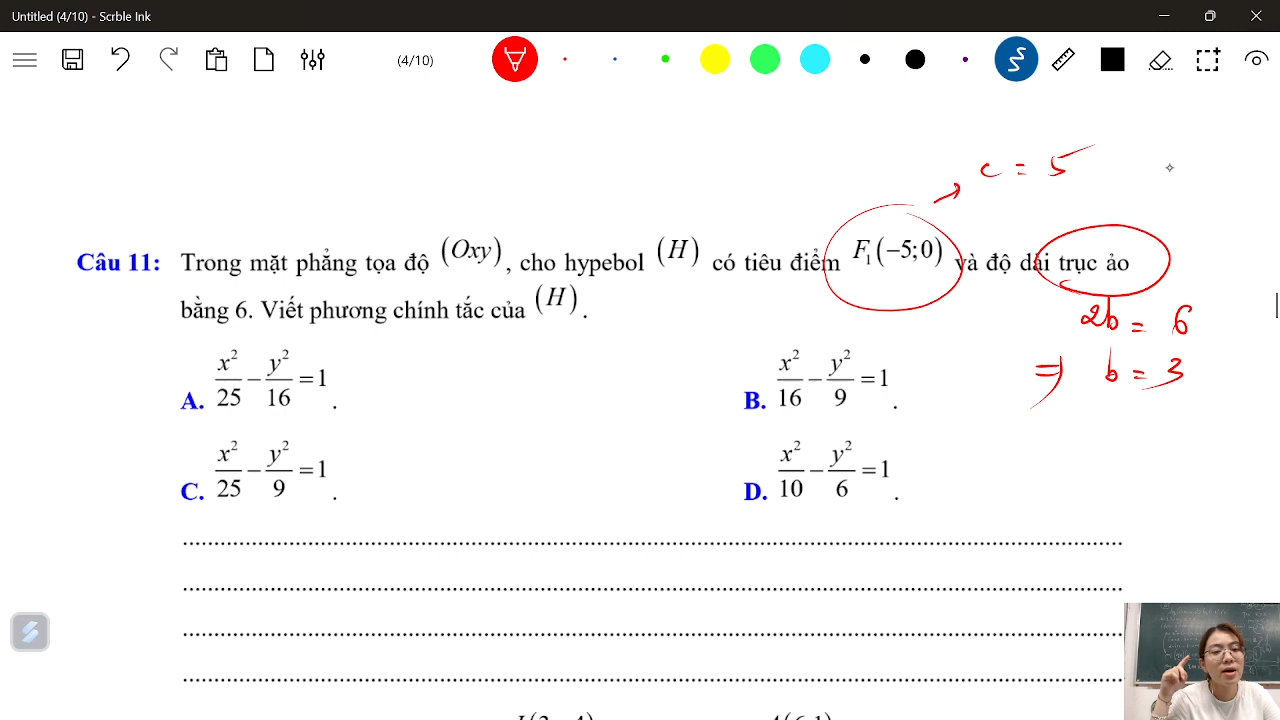 Untitled (4/10) - Scrble Ink
(4/10)
c = 5
Câu 11: Trong mặt phẳng tọa độ (Oxy), cho hypebol (H) có tiêu điểm F₁(−5;0) và độ dài trục ảo
bằng 6. Viết phương chính tắc của (H).
2b = 6
⇒ b = 3
A. x²/25 − y²/16 = 1.
B. x²/16 − y²/9 = 1.
C. x²/25 − y²/9 = 1.
D. x²/10 − y²/6 = 1.